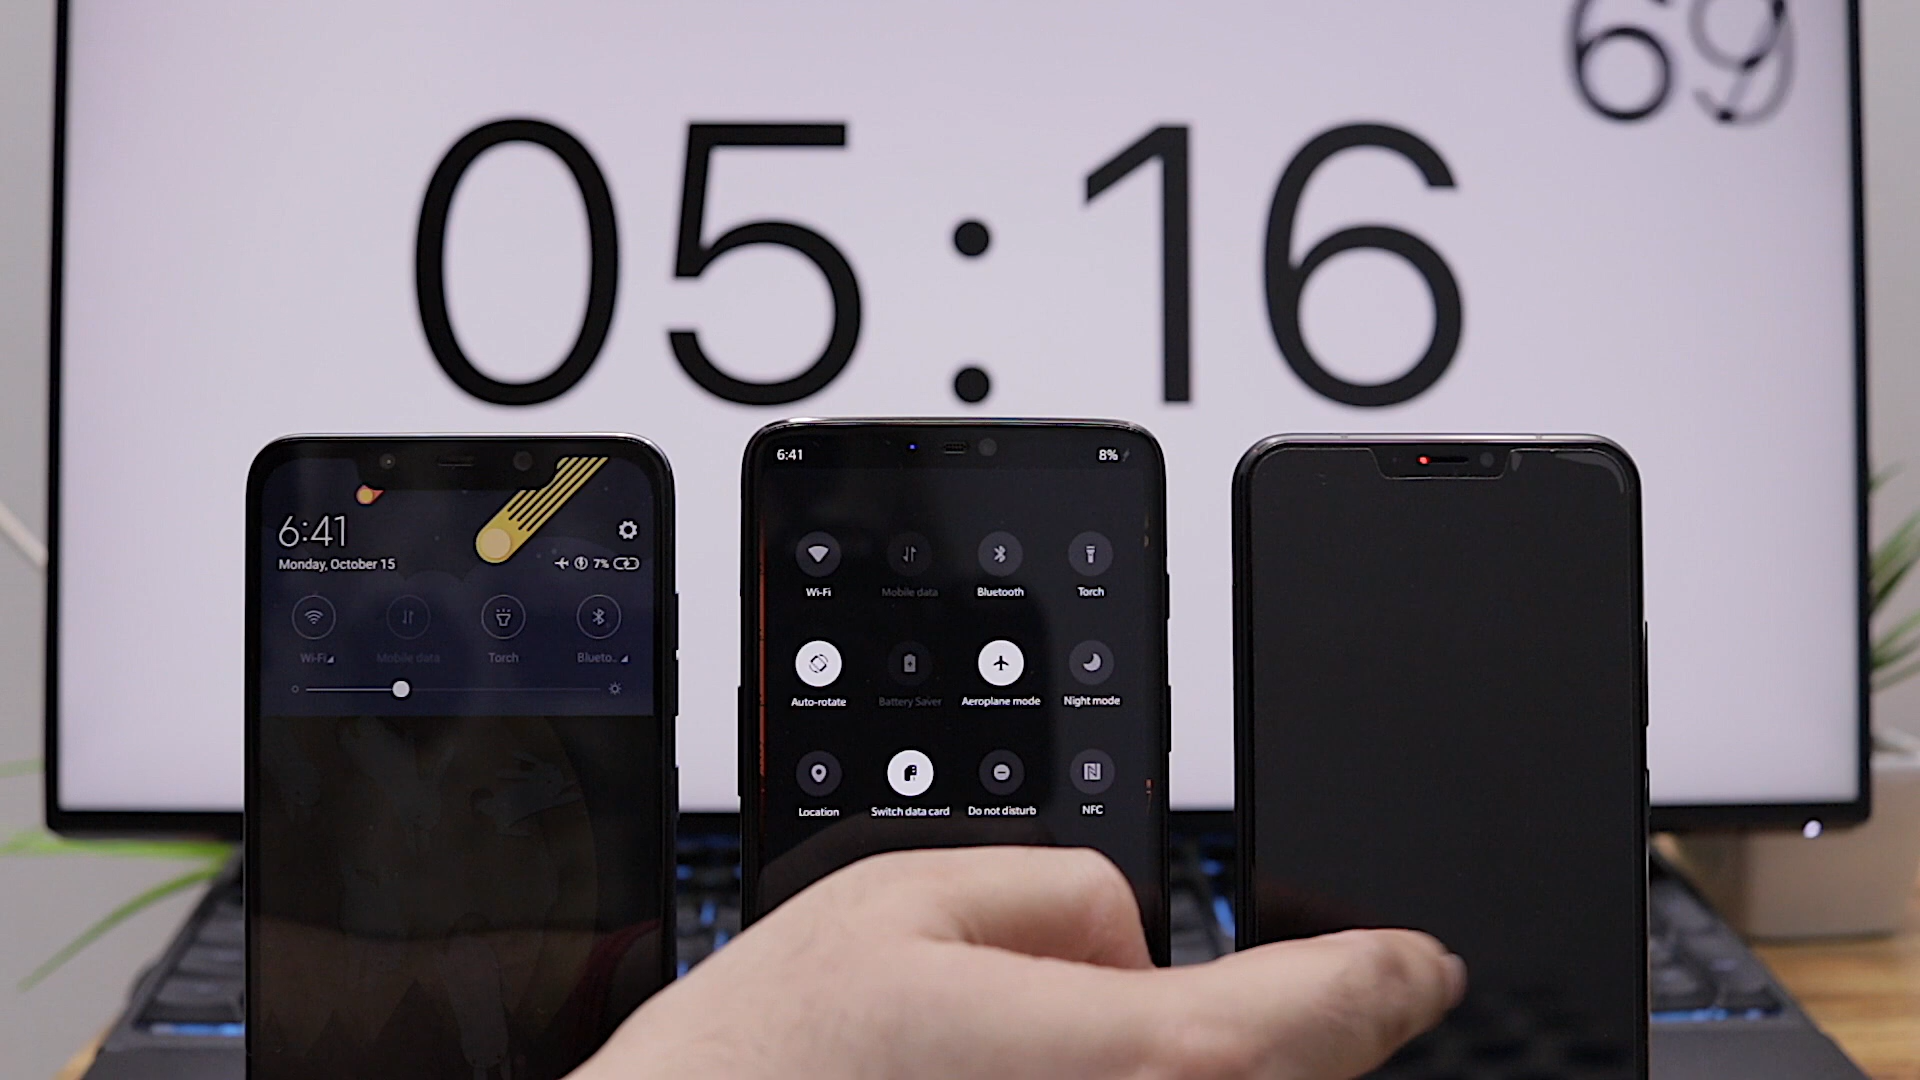 69
05:16
6:41
Monday, October 15
7%
Wi-Fi
Mobile data
Torch
Blueto..
6:41
8%
Wi-Fi
Mobile data
Bluetooth
Torch
Auto-rotate
Battery Saver
Aeroplane mode
Night mode
Location
Switch data card
Do not disturb
NFC